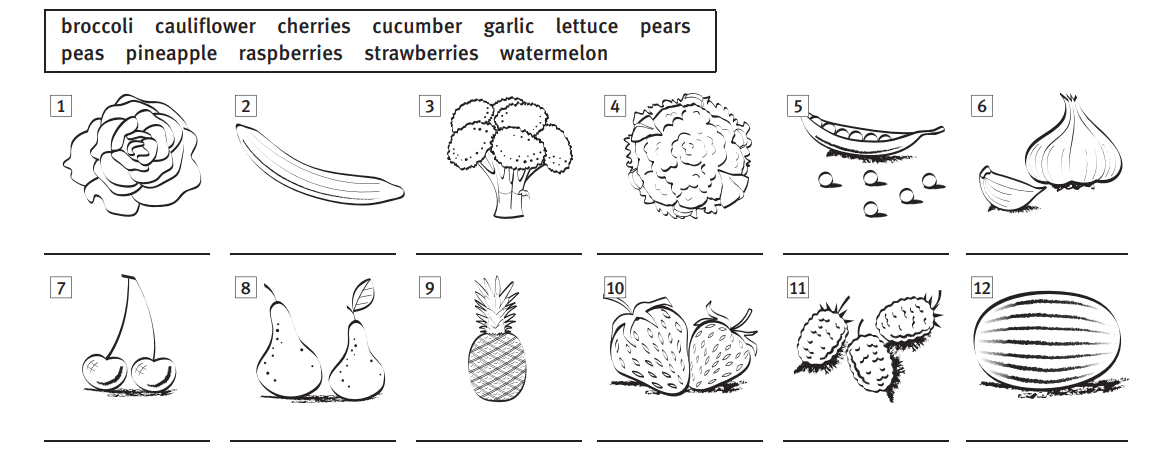 broccoli cauliflower cherries cucumber garlic lettuce pears
peas pineapple raspberries strawberries watermelon
1 2 3 4 5 6
7 8 9 10 11 12